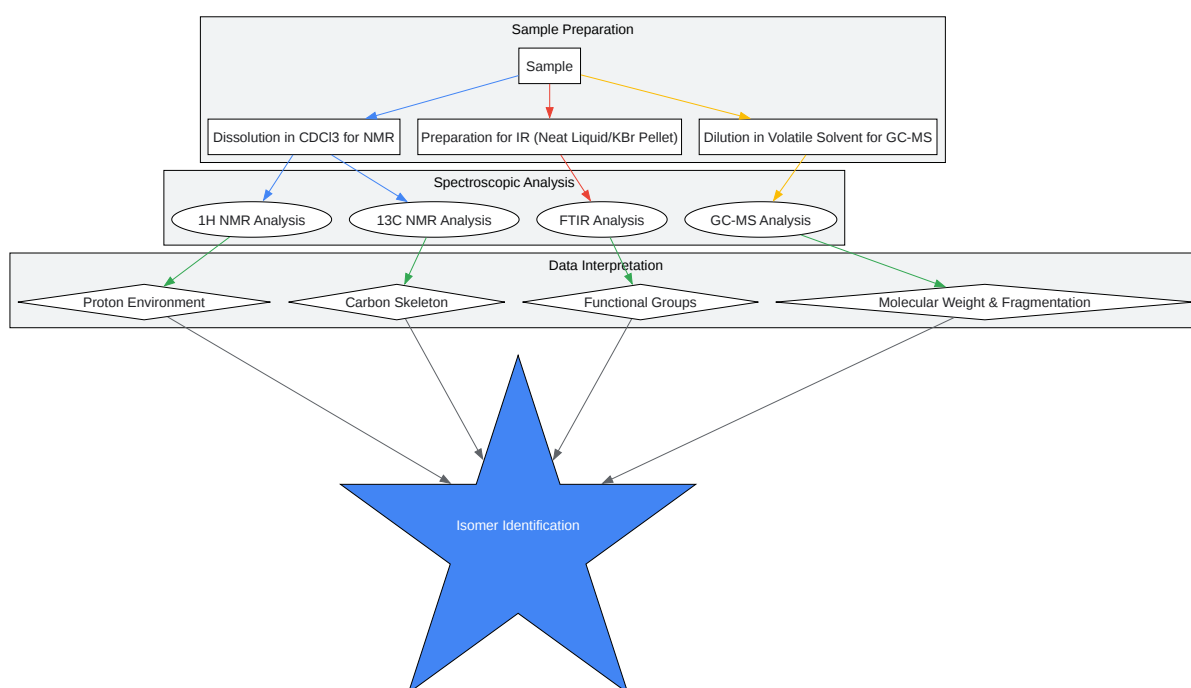 Sample Preparation
Sample
Dissolution in CDCl3 for NMR
Preparation for IR (Neat Liquid/KBr Pellet)
Dilution in Volatile Solvent for GC-MS
Spectroscopic Analysis
1H NMR Analysis
13C NMR Analysis
FTIR Analysis
GC-MS Analysis
Data Interpretation
Proton Environment
Carbon Skeleton
Functional Groups
Molecular Weight & Fragmentation
Isomer Identification